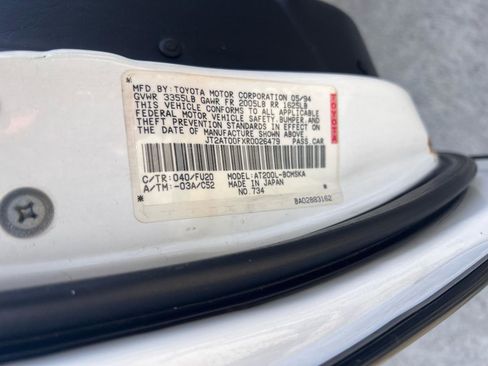 MFD.BY:TOYOTA MOTOR CORPORATION 05/94
GVWR 3355LB GAWR FR 2005LB RR 1625LB
THIS VEHICLE CONFORMS TO ALL APPLICABLE
FEDERAL MOTOR VEHICLE SAFETY,BUMPER,AND
THEFT PREVENTION STANDARDS IN EFFECT ON
THE DATE OF MANUFACTURE SHOWN ABOVE.
JT2AT00FXR0026479 PASS CAR
TOYOTA
C/TR:040/FU20 MODEL:AT200L-BCMSKA
A/TM:-03A/C52 MADE IN JAPAN
NO.734
BA02883162